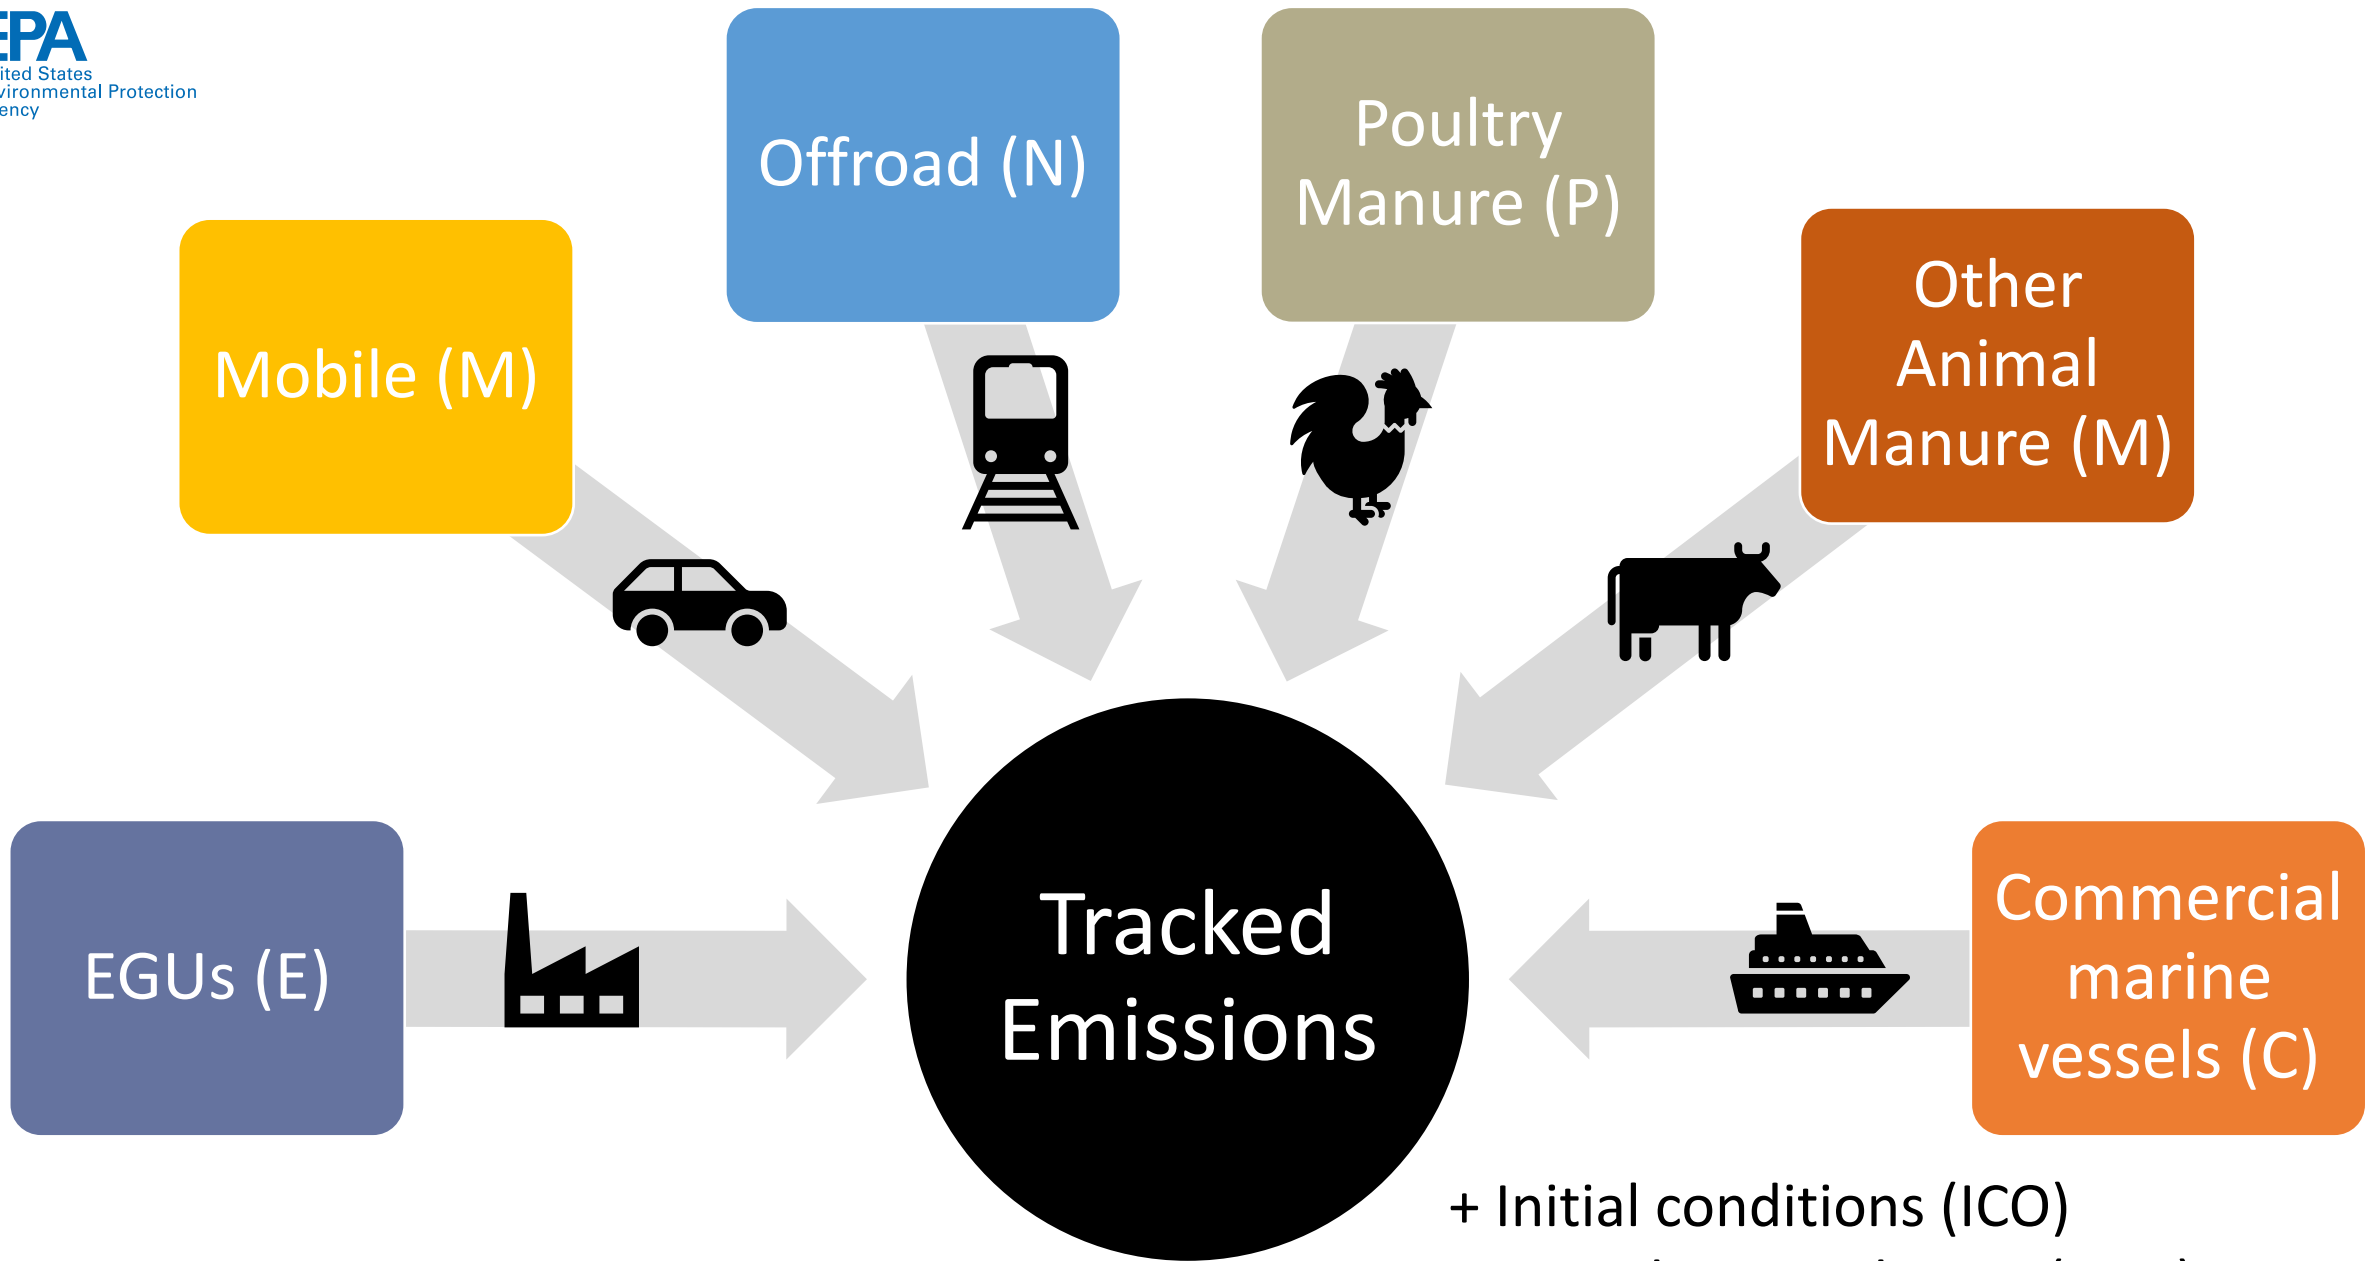 EPA
ited States
vironmental Protection
ency
Offroad (N)
Poultry
Manure (P)
Mobile (M)
Other
Animal
Manure (M)
EGUs (E)
Tracked
Emissions
Commercial
marine
vessels (C)
+ Initial conditions (ICO)